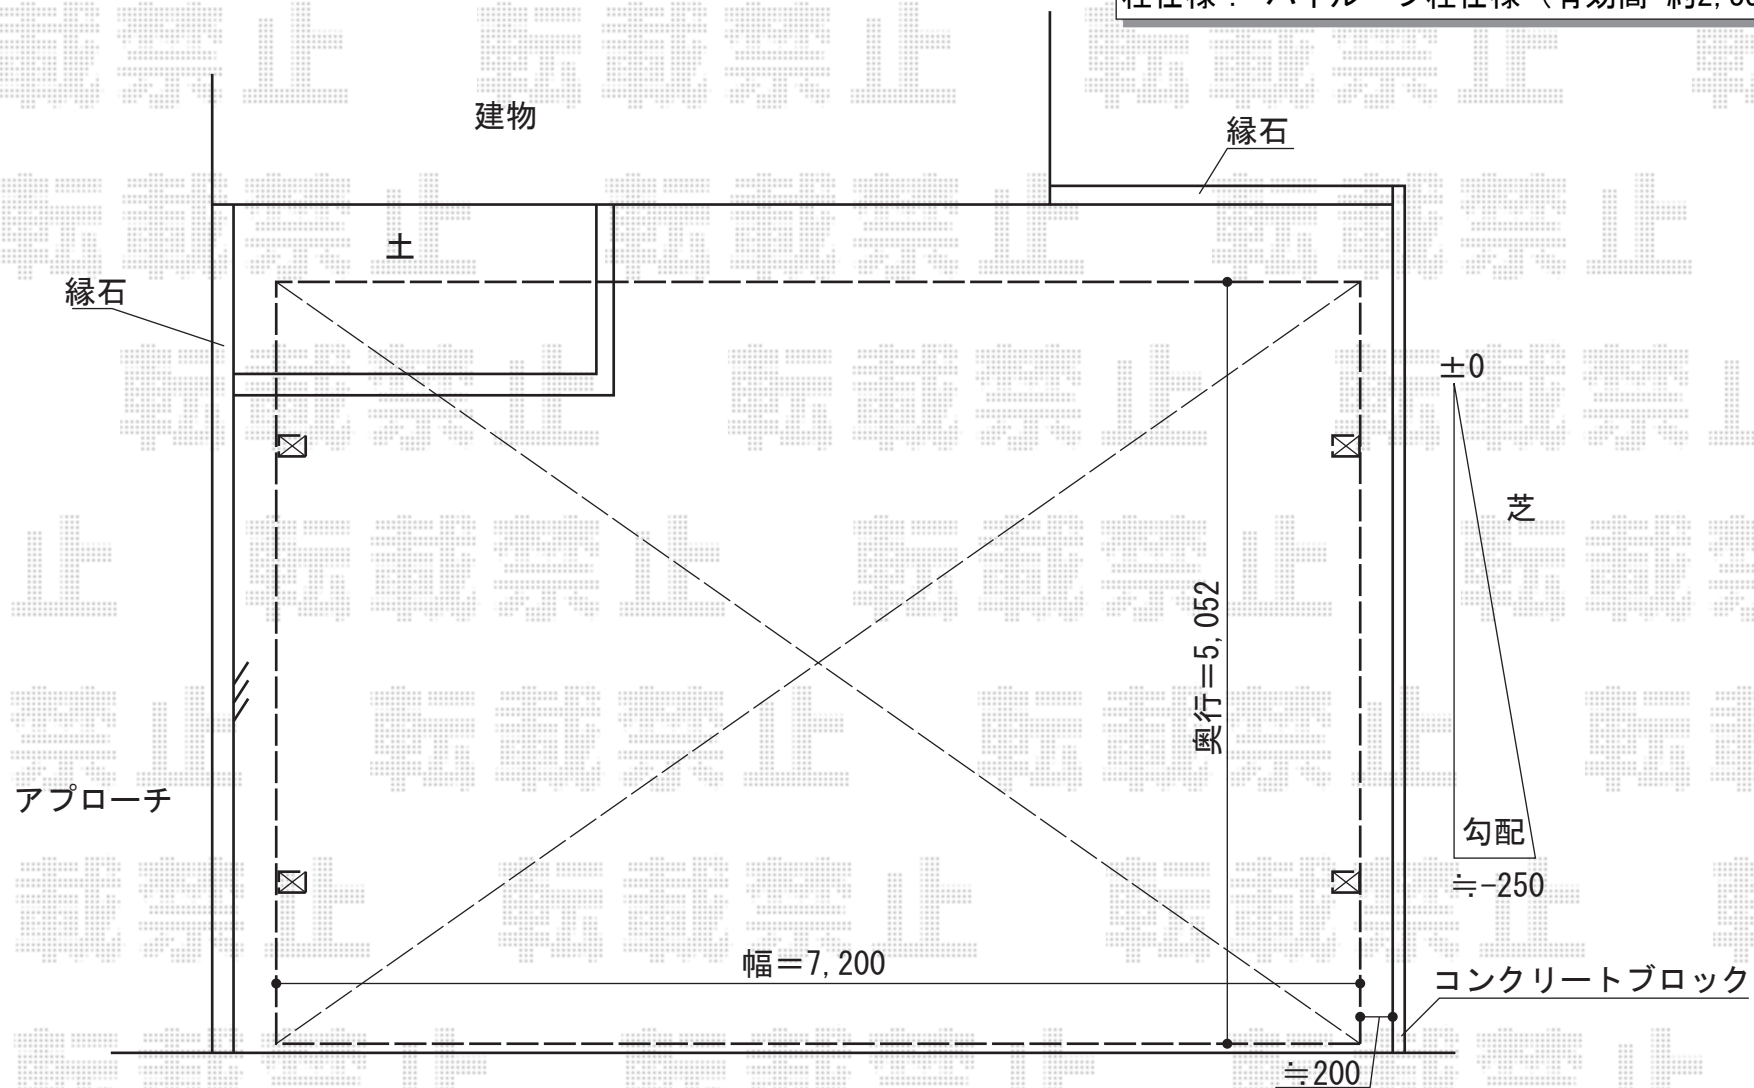 柱仕様： ハイルーフ柱仕様（有効高 約2,
建物
縁石
土
縁石
±0
芝
奥行＝5,052
アプローチ
勾配
≒-250
幅＝7,200
コンクリートブロック
≒200
転載禁止